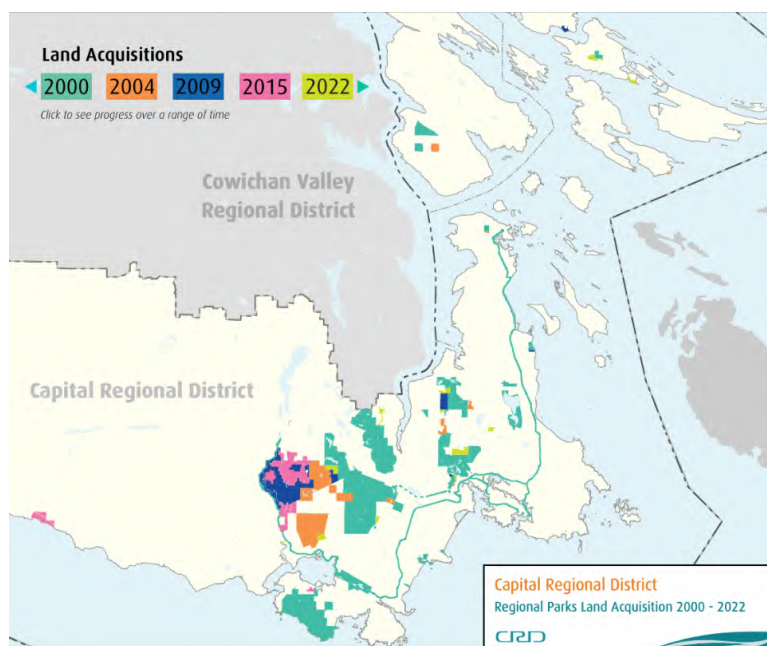 Land Acquisitions
2000 2004 2009 2015 2022
Click to see progress over a range of time
Cowichan Valley
Regional District
Capital Regional District
Capital Regional District
Regional Parks Land Acquisition 2000 - 2022
CRD